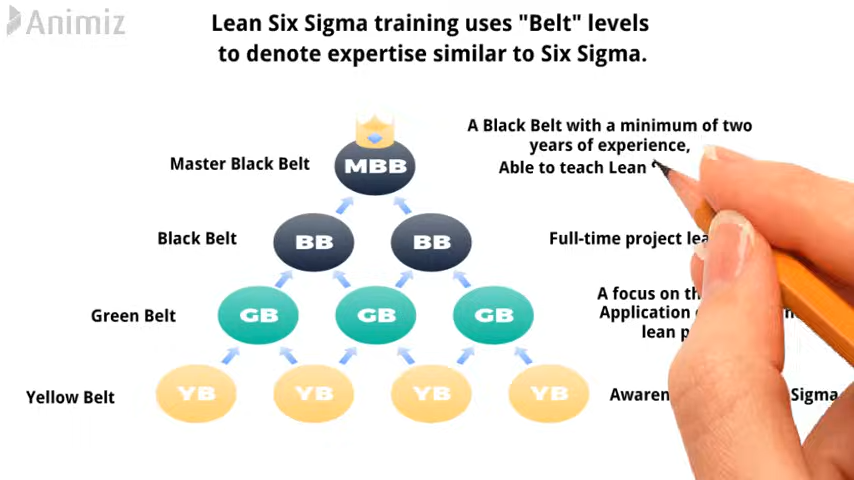 Animiz
Lean Six Sigma training uses "Belt" levels
to denote expertise similar to Six Sigma.
A Black Belt with a minimum of two
years of experience,
Master Black Belt
MBB
Able to teach Lean
Black Belt
BB
BB
Full-time project
A focus on
Green Belt
GB
GB
GB
Application
lean
Yellow Belt
YB
YB
YB
YB
Sigma